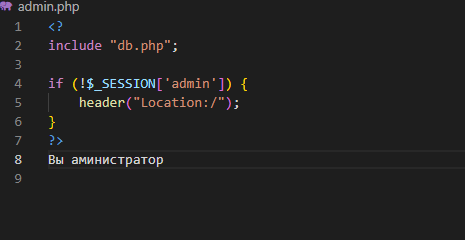 admin.php
1 <?
2 include "db.php";
3
4 if (!$_SESSION['admin']) {
5 header("Location:/");
6 }
7 ?>
8 Вы аминистратор
9